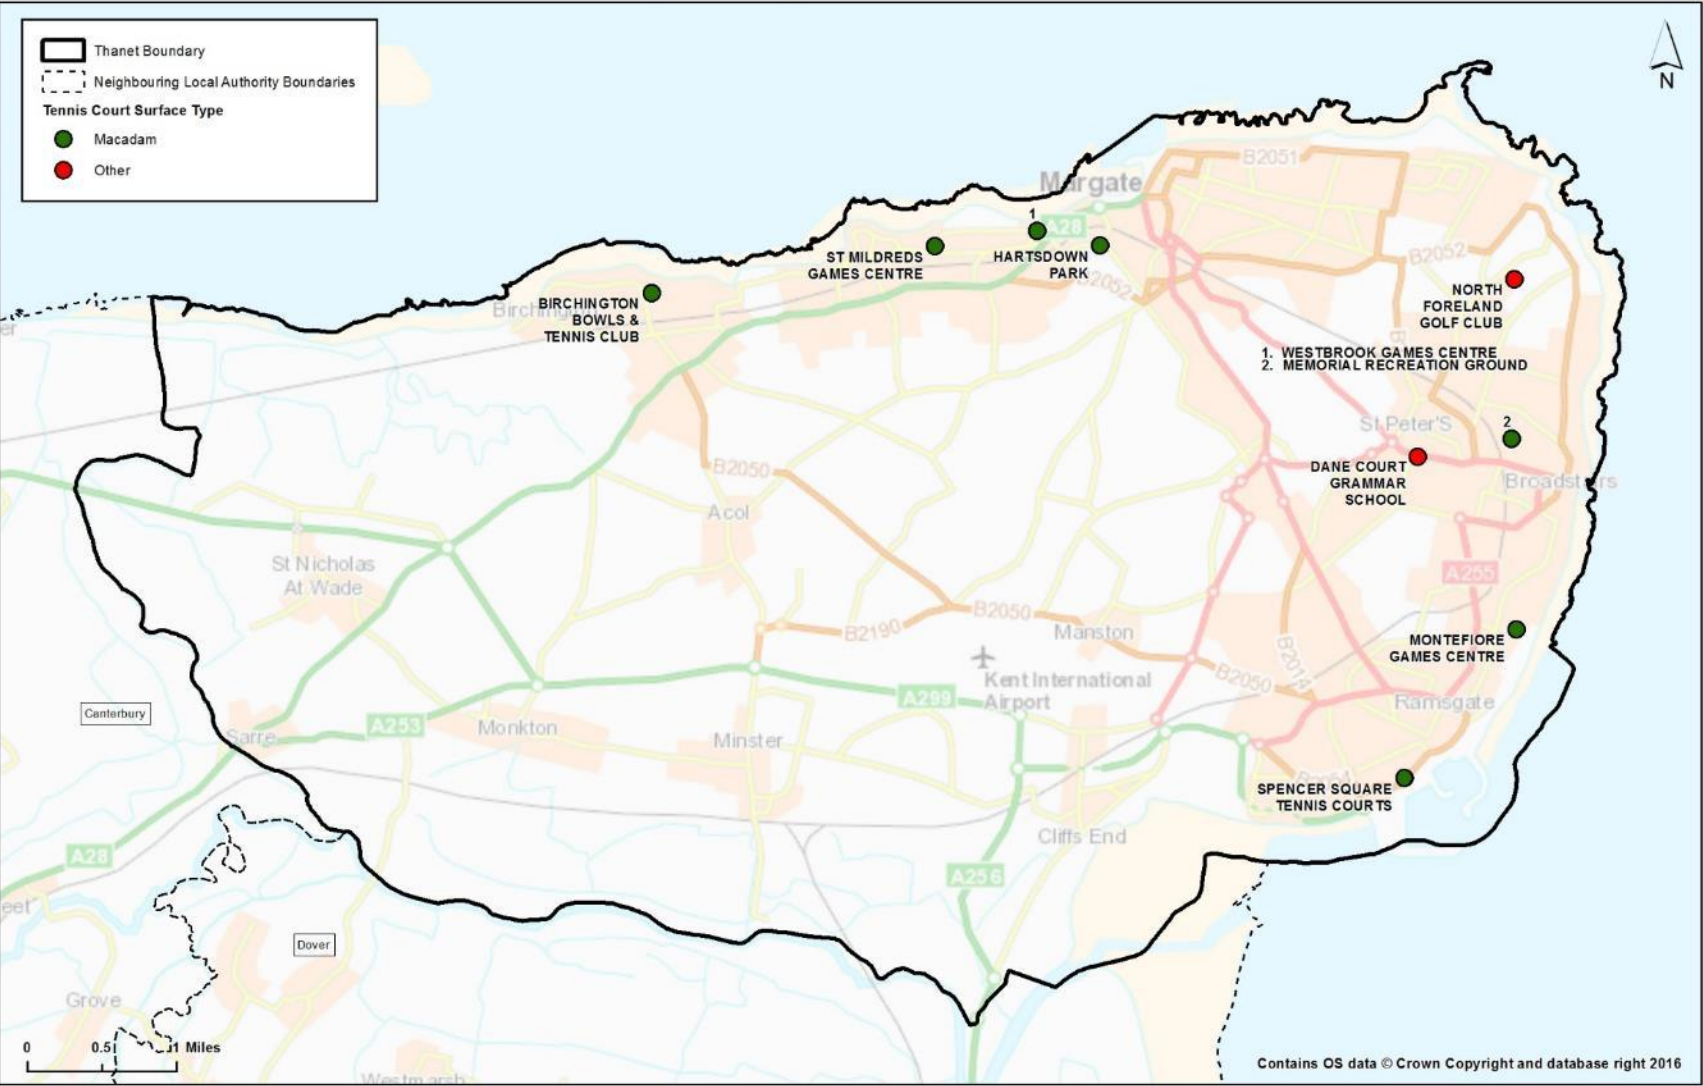 Thanet Boundary
Neighbouring Local Authority Boundaries
Tennis Court Surface Type
Macadam
Other
N
B2051
Margate
1
A28
B2052
ST MILDREDS
GAMES CENTRE
HARTSDOWN
PARK
B2052
NORTH
FORELAND
GOLF CLUB
Birchington
BIRCHINGTON
BOWLS &
TENNIS CLUB
1. WESTBROOK GAMES CENTRE
2. MEMORIAL RECREATION GROUND
St Peter'S
2
DANE COURT
GRAMMAR
SCHOOL
Broadstairs
B2050
Acol
St Nicholas
At Wade
A255
B2050
B2190
Manston
MONTEFIORE
GAMES CENTRE
B2014
B2050
Kent International
Airport
A299
Ramsgate
Canterbury
Sarre
A253
Monkton
Minster
SPENCER SQUARE
TENNIS COURTS
Cliffs End
A28
A256
eet
Dover
Grove
0 0.5 1 Miles
Westmarsh
Contains OS data © Crown Copyright and database right 2016